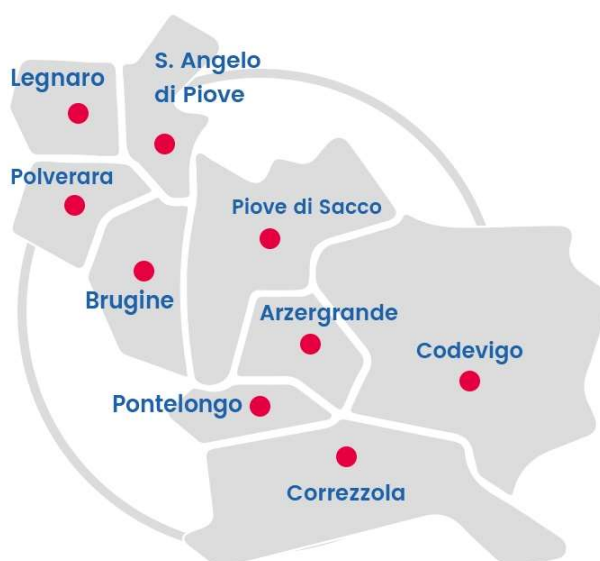 Legnaro
S. Angelo
di Piove
Polverara
Piove di Sacco
Brugine
Arzergrande
Codevigo
Pontelongo
Correzzola